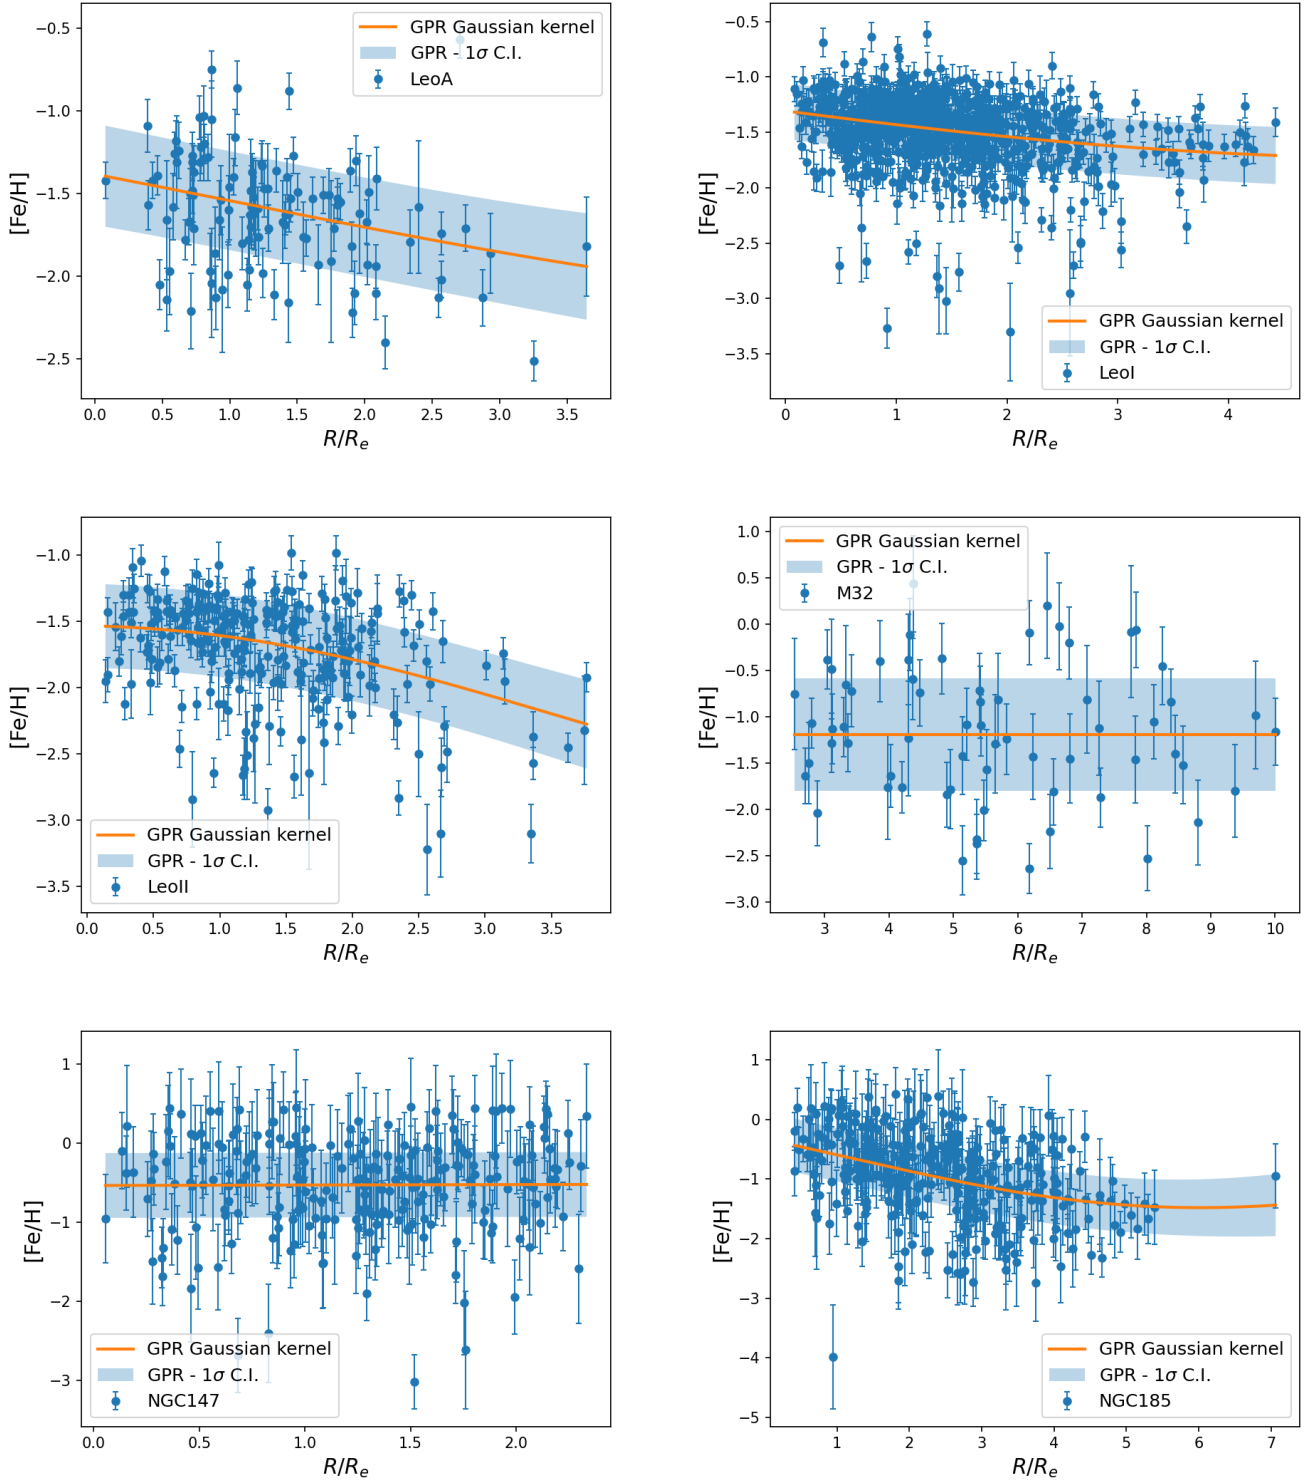 −0.5
−1.0
−1.5
−2.0
−2.5
[Fe/H]
GPR Gaussian kernel
GPR - 1σ C.I.
LeoA
0.0 0.5 1.0 1.5 2.0 2.5 3.0 3.5
R/Re
−0.5
−1.0
−1.5
−2.0
−2.5
−3.0
−3.5
[Fe/H]
GPR Gaussian kernel
GPR - 1σ C.I.
LeoI
0 1 2 3 4
R/Re
−1.0
−1.5
−2.0
−2.5
−3.0
−3.5
[Fe/H]
GPR Gaussian kernel
GPR - 1σ C.I.
LeoII
0.0 0.5 1.0 1.5 2.0 2.5 3.0 3.5
R/Re
1.0
0.5
0.0
−0.5
−1.0
−1.5
−2.0
−2.5
−3.0
[Fe/H]
GPR Gaussian kernel
GPR - 1σ C.I.
M32
3 4 5 6 7 8 9 10
R/Re
1
0
−1
−2
−3
[Fe/H]
GPR Gaussian kernel
GPR - 1σ C.I.
NGC147
0.0 0.5 1.0 1.5 2.0
R/Re
1
0
−1
−2
−3
−4
−5
[Fe/H]
GPR Gaussian kernel
GPR - 1σ C.I.
NGC185
1 2 3 4 5 6 7
R/Re